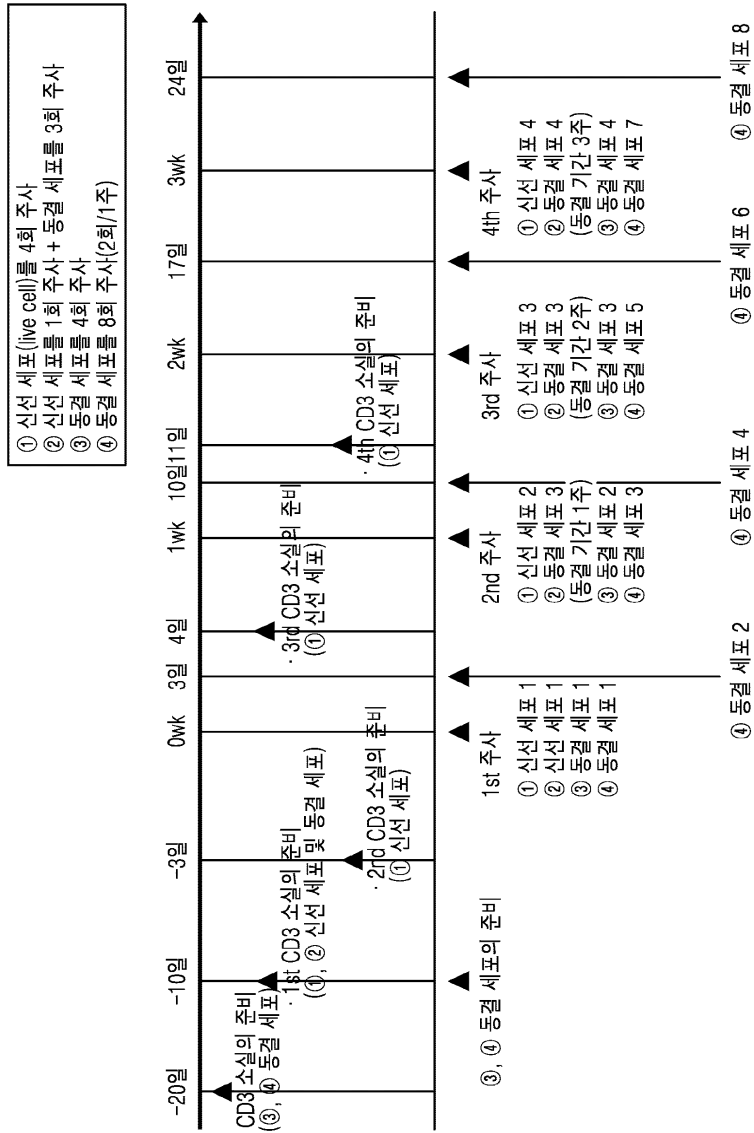 ① 신선 세포(live cell)를 4회 주사
② 신선 세포를 1회 주사 + 동결 세포를 3회 주사
③ 동결 세포를 4회 주사
④ 동결 세포를 8회 주사(2회/1주)
-20일
-10일
-3일
0wk
3일
4일
1wk
10일
11일
2wk
17일
3wk
24일
CD3 소실의 준비
(③, ④ 동결 세포)
· 1st CD3 소실의 준비
(①, ② 신선 세포 및 동결 세포)
· 2nd CD3 소실의 준비
(① 신선 세포)
· 3rd CD3 소실의 준비
(① 신선 세포)
· 4th CD3 소실의 준비
(① 신선 세포)
③, ④ 동결 세포의 준비
1st 주사
① 신선 세포 1
② 신선 세포 1
③ 동결 세포 1
④ 동결 세포 1
④ 동결 세포 2
2nd 주사
① 신선 세포 2
② 동결 세포 3
(동결 기간 1주)
③ 동결 세포 2
④ 동결 세포 3
④ 동결 세포 4
3rd 주사
① 신선 세포 3
② 동결 세포 3
(동결 기간 2주)
③ 동결 세포 3
④ 동결 세포 5
④ 동결 세포 6
4th 주사
① 신선 세포 4
② 동결 세포 4
(동결 기간 3주)
③ 동결 세포 4
④ 동결 세포 7
④ 동결 세포 8